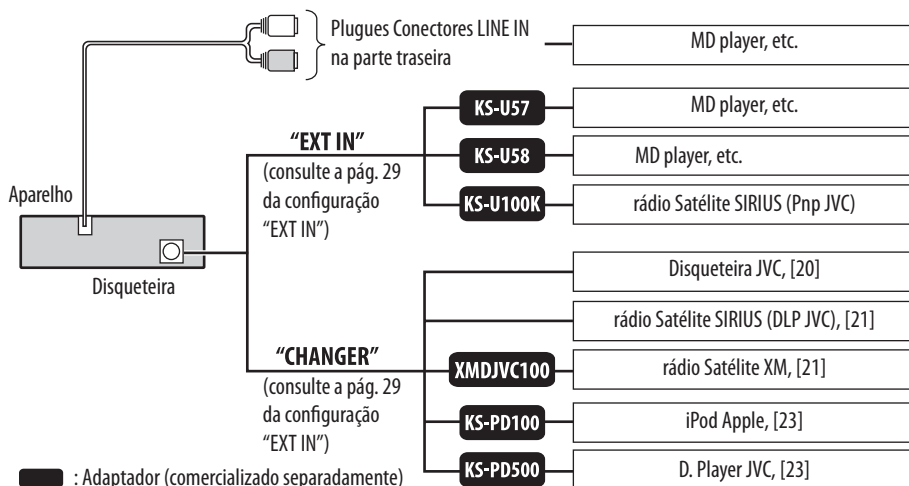 Plugues Conectores LINE IN
na parte traseira
MD player, etc.
Aparelho
Disqueteira
“EXT IN”
(consulte a pág. 29
da configuração
“EXT IN”)
KS-U57
MD player, etc.
KS-U58
MD player, etc.
KS-U100K
rádio Satélite SIRIUS (Pnp JVC)
“CHANGER”
(consulte a pág. 29
da configuração
“EXT IN”)
Disqueteira JVC, [20]
rádio Satélite SIRIUS (DLP JVC), [21]
XMDJVC100
rádio Satélite XM, [21]
KS-PD100
iPod Apple, [23]
KS-PD500
D. Player JVC, [23]
: Adaptador (comercializado separadamente)